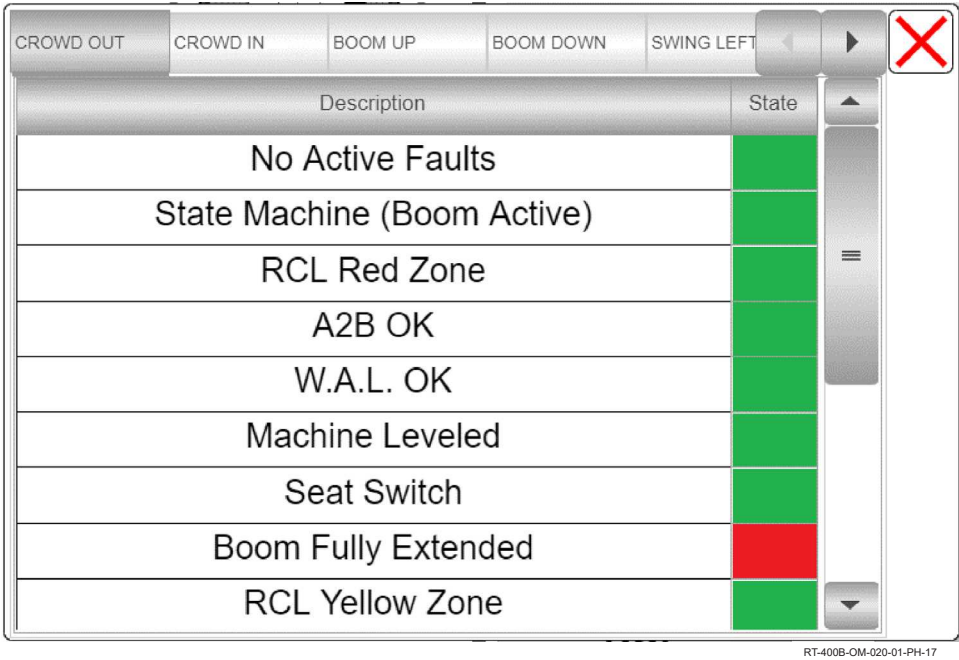 CROWD OUT CROWD IN BOOM UP BOOM DOWN SWING LEFT
Description State
No Active Faults
State Machine (Boom Active)
RCL Red Zone
A2B OK
W.A.L. OK
Machine Leveled
Seat Switch
Boom Fully Extended
RCL Yellow Zone
RT-400B-OM-020-01-PH-17